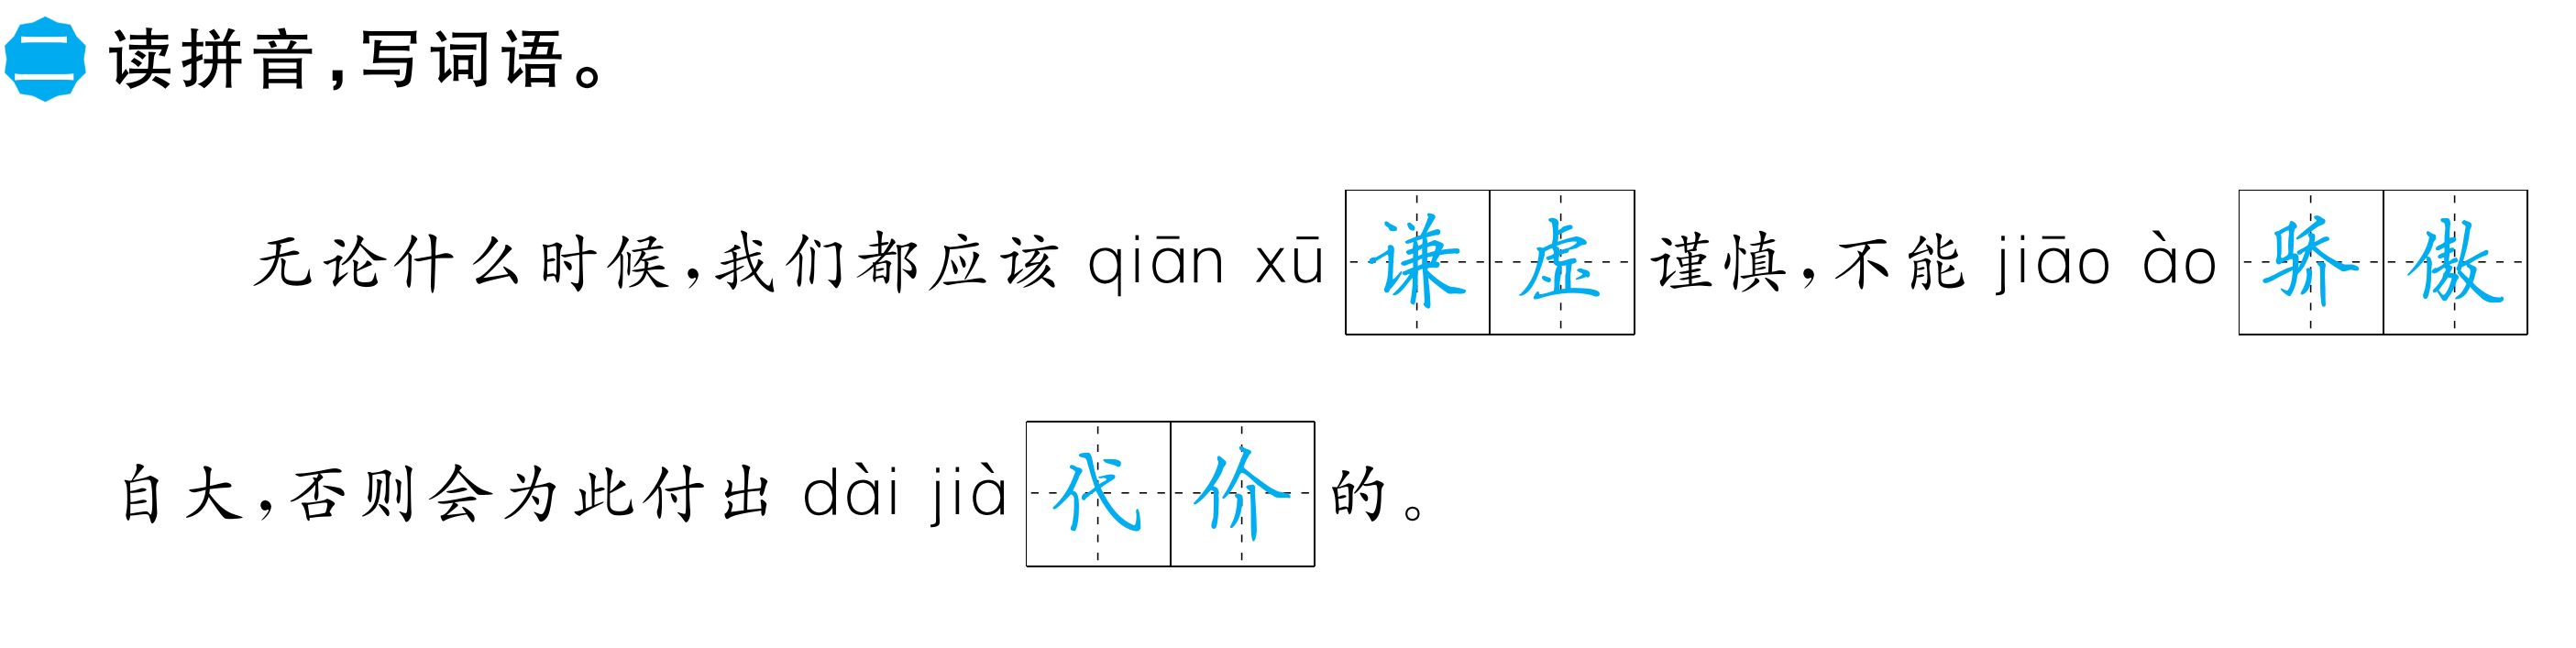 二 读拼音,写词语。
无论什么时候,我们都应该 qiān xū 谦虚 谨慎,不能 jiāo ào 骄傲
自大,否则会为此付出 dài jià 代价 的。